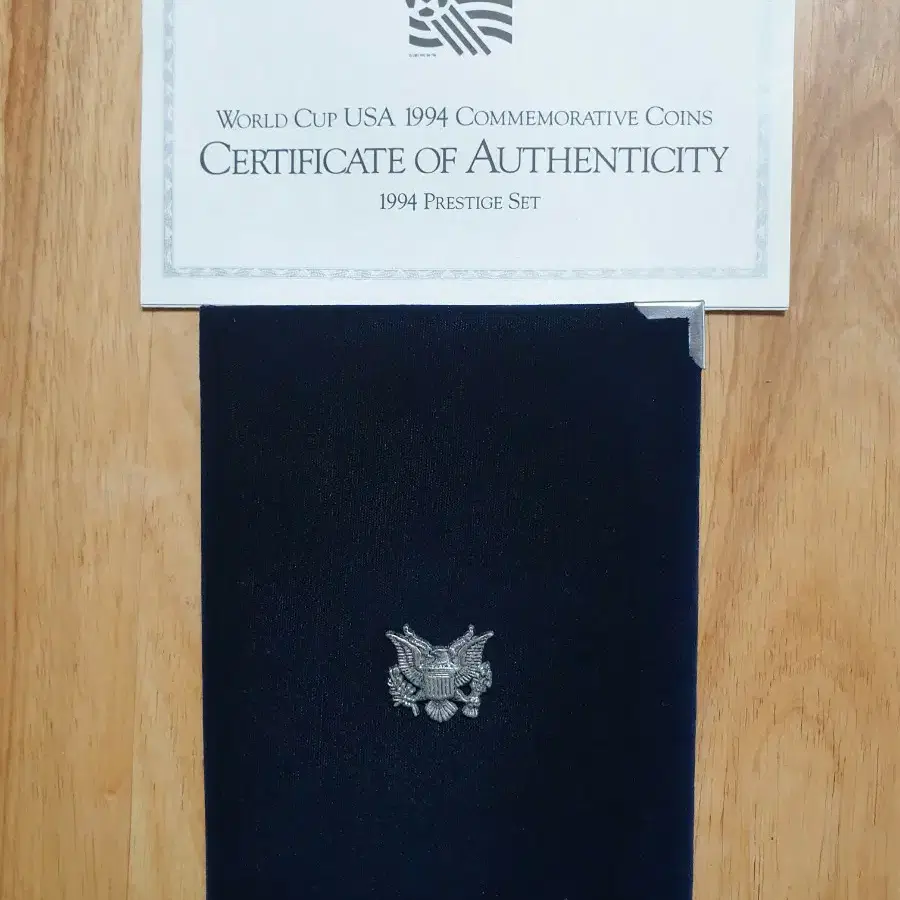 WORLD CUP USA 1994 COMMEMORATIVE COINS
CERTIFICATE OF AUTHENTICITY
1994 PRESTIGE SET